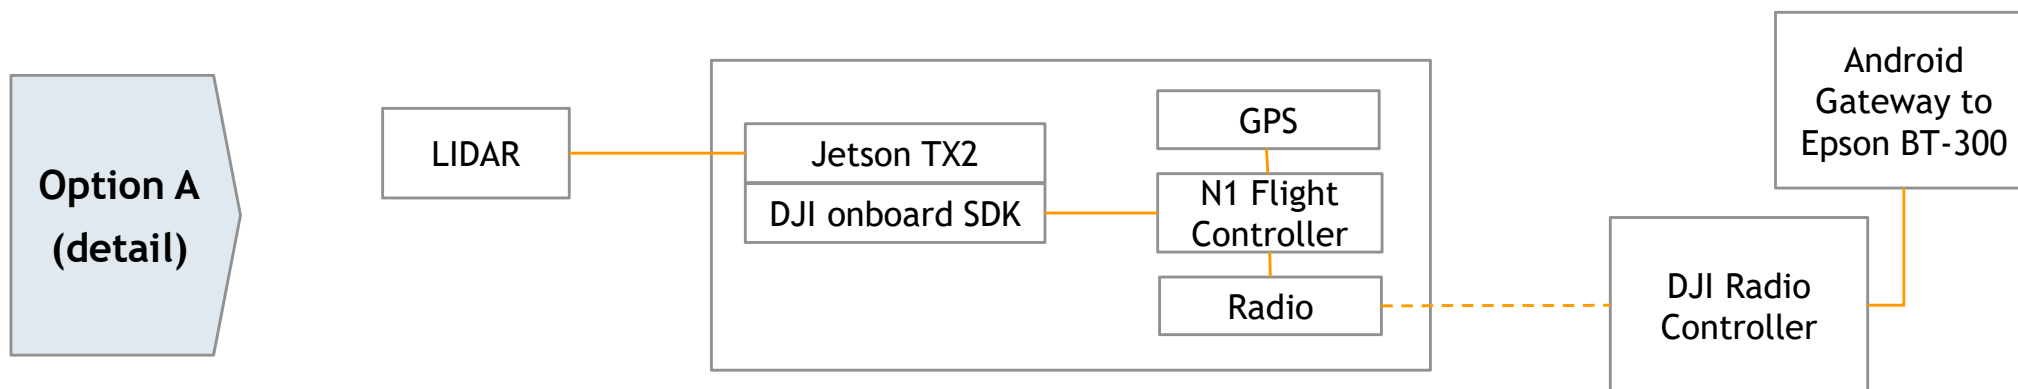 Option A
(detail)
LIDAR
Jetson TX2
DJI onboard SDK
GPS
N1 Flight
Controller
Radio
DJI Radio
Controller
Android
Gateway to
Epson BT-300